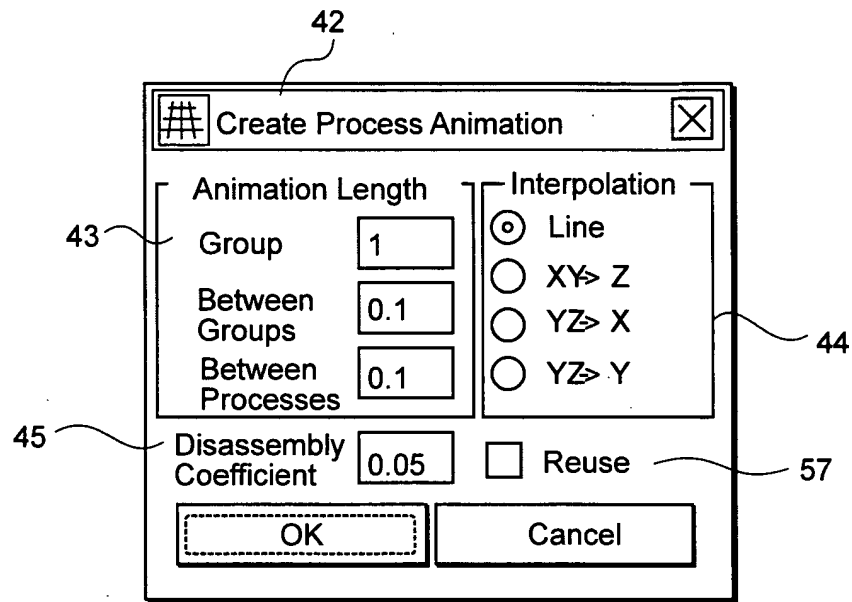 42
Create Process Animation
Animation Length
Interpolation
43
Group
1
Line
Between
Groups
0.1
XY-> Z
YZ-> X
44
Between
Processes
0.1
YZ-> Y
45
Disassembly
Coefficient
0.05
Reuse
57
OK
Cancel